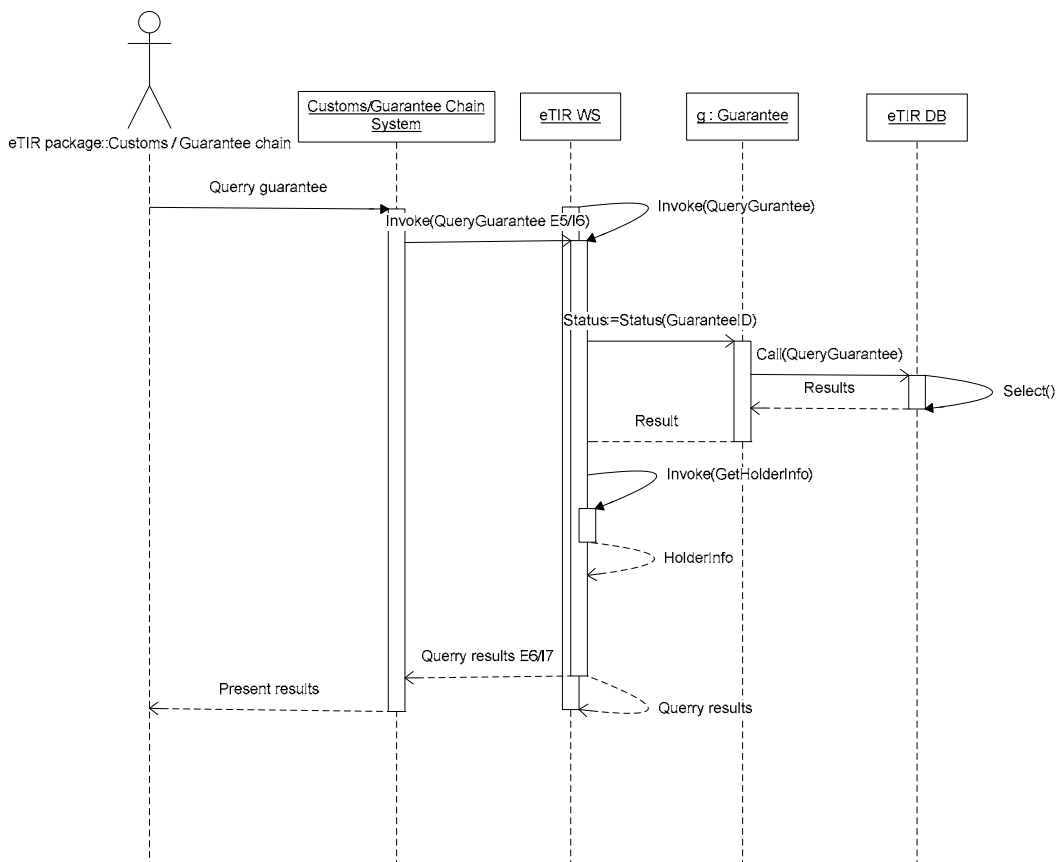 Customs/Guarantee Chain
System
eTIR WS
g : Guarantee
eTIR DB
eTIR package::Customs / Guarantee chain
Querry guarantee
Invoke(QueryGurantee)
Invoke(QueryGuarantee E5/I6)
Status:=Status(GuaranteeID)
Call(QueryGuarantee)
Results
Select()
Result
Invoke(GetHolderInfo)
HolderInfo
Querry results E6/I7
Present results
Querry results